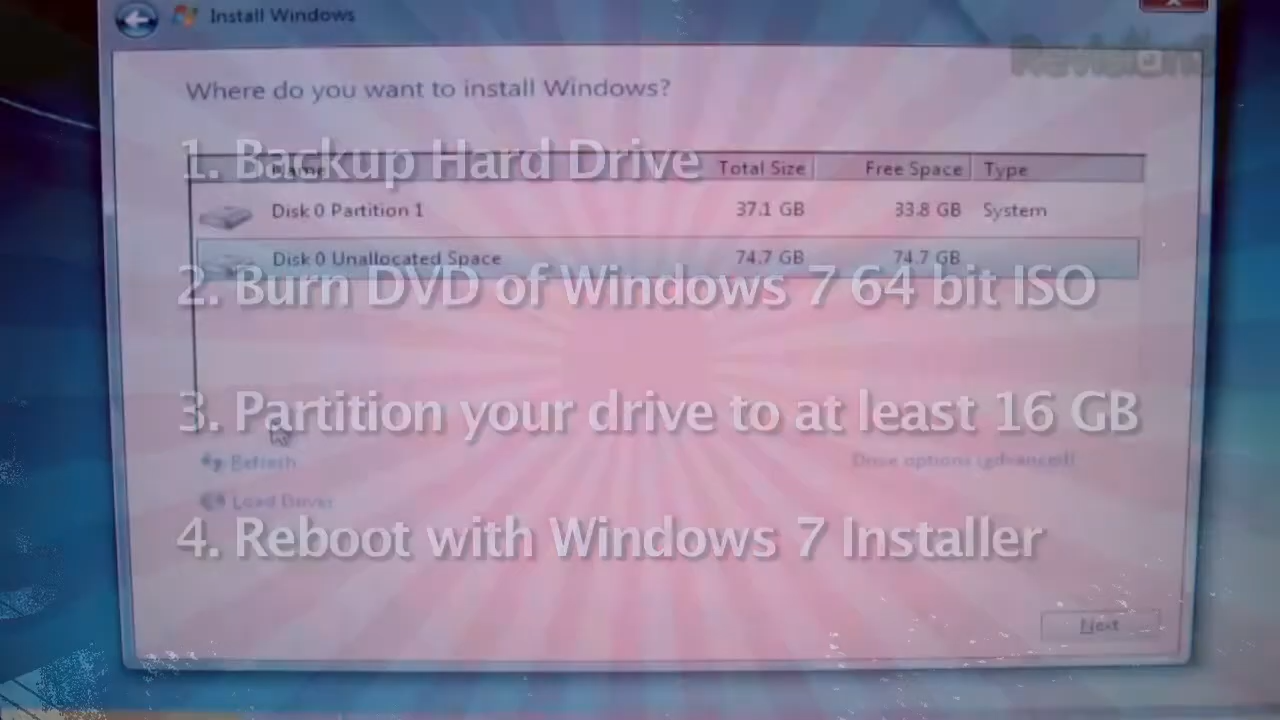 Install Windows
Revision3
Where do you want to install Windows?
1. Backup Hard Drive
Name Total Size Free Space Type
Disk 0 Partition 1 37.1 GB 33.8 GB System
Disk 0 Unallocated Space 74.7 GB 74.7 GB
2. Burn DVD of Windows 7 64 bit ISO
3. Partition your drive to at least 16 GB
Refresh Drive options (advanced)
Load Driver
4. Reboot with Windows 7 Installer
Next